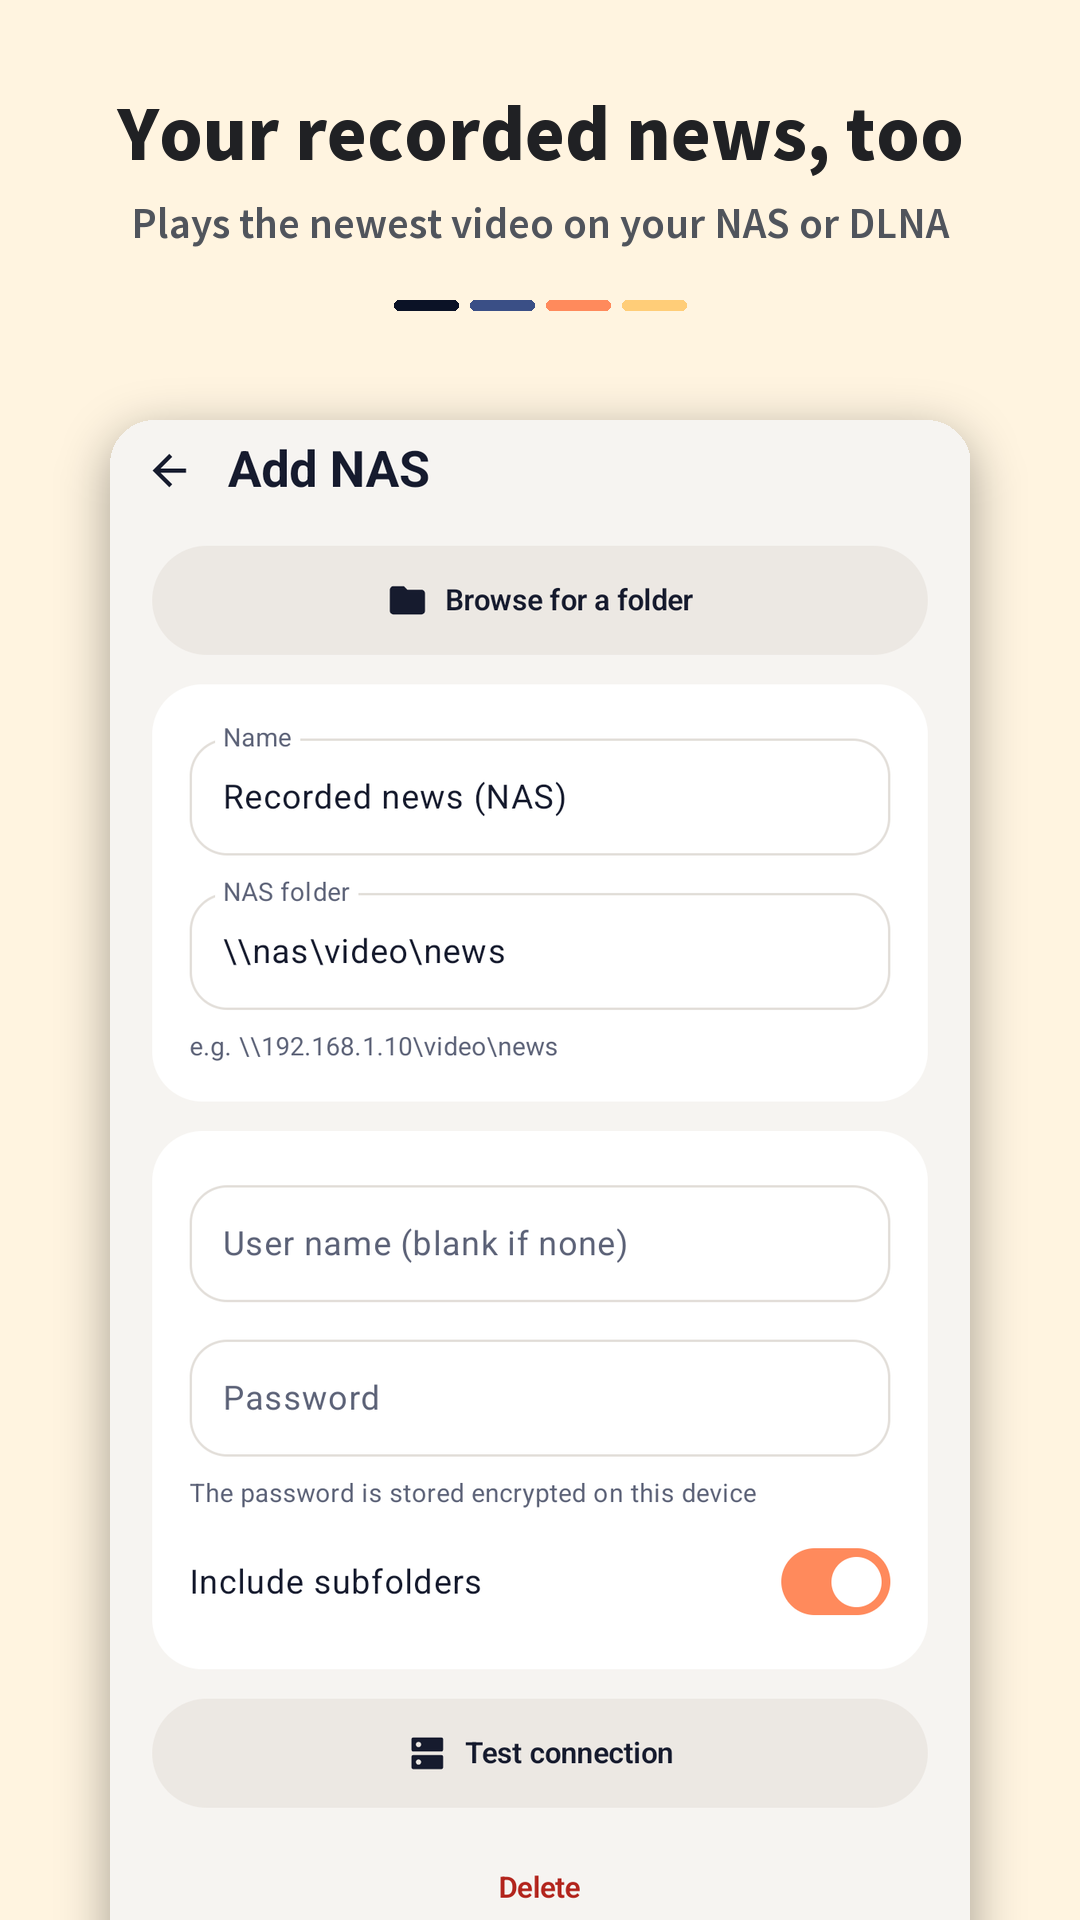 Your recorded news, too
Plays the newest video on your NAS or DLNA
Add NAS
Browse for a folder
Name
Recorded news (NAS)
NAS folder
\\nas\video\news
e.g. \\192.168.1.10\video\news
User name (blank if none)
Password
The password is stored encrypted on this device
Include subfolders
Test connection
Delete